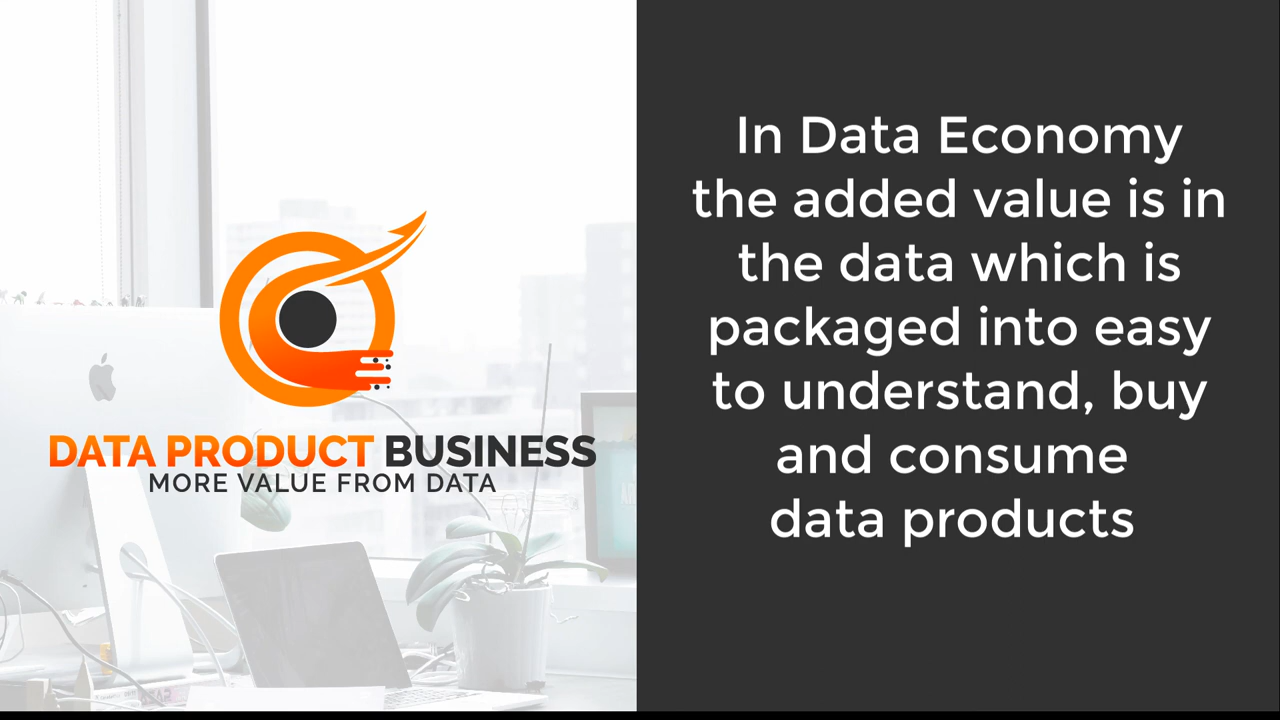 DATA PRODUCT BUSINESS
MORE VALUE FROM DATA
In Data Economy
the added value is in
the data which is
packaged into easy
to understand, buy
and consume
data products